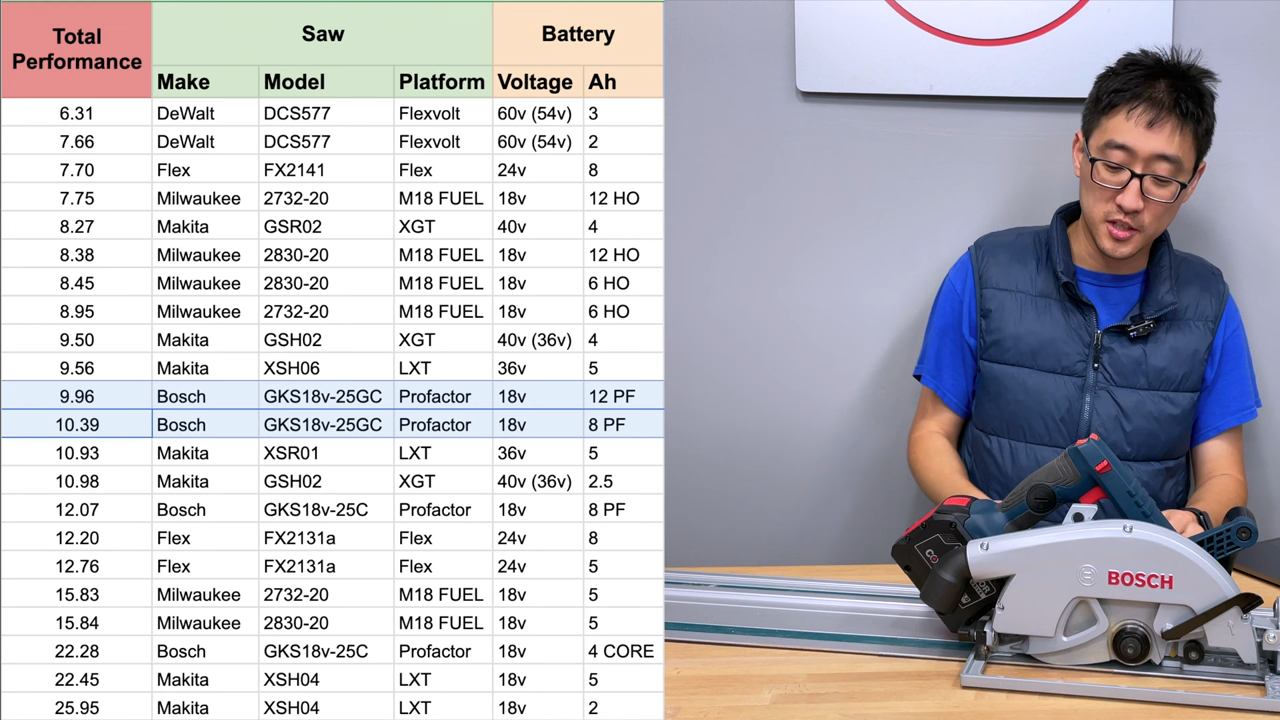 Total Performance Saw Battery
Make Model Platform Voltage Ah
6.31 DeWalt DCS577 Flexvolt 60v (54v) 3
7.66 DeWalt DCS577 Flexvolt 60v (54v) 2
7.70 Flex FX2141 Flex 24v 8
7.75 Milwaukee 2732-20 M18 FUEL 18v 12 HO
8.27 Makita GSR02 XGT 40v 4
8.38 Milwaukee 2830-20 M18 FUEL 18v 12 HO
8.45 Milwaukee 2830-20 M18 FUEL 18v 6 HO
8.95 Milwaukee 2732-20 M18 FUEL 18v 6 HO
9.50 Makita GSH02 XGT 40v (36v) 4
9.56 Makita XSH06 LXT 36v 5
9.96 Bosch GKS18v-25GC Profactor 18v 12 PF
10.39 Bosch GKS18v-25GC Profactor 18v 8 PF
10.93 Makita XSR01 LXT 36v 5
10.98 Makita GSH02 XGT 40v (36v) 2.5
12.07 Bosch GKS18v-25C Profactor 18v 8 PF
12.20 Flex FX2131a Flex 24v 8
12.76 Flex FX2131a Flex 24v 5
15.83 Milwaukee 2732-20 M18 FUEL 18v 5
15.84 Milwaukee 2830-20 M18 FUEL 18v 5
22.28 Bosch GKS18v-25C Profactor 18v 4 CORE
22.45 Makita XSH04 LXT 18v 5
25.95 Makita XSH04 LXT 18v 2
BOSCH